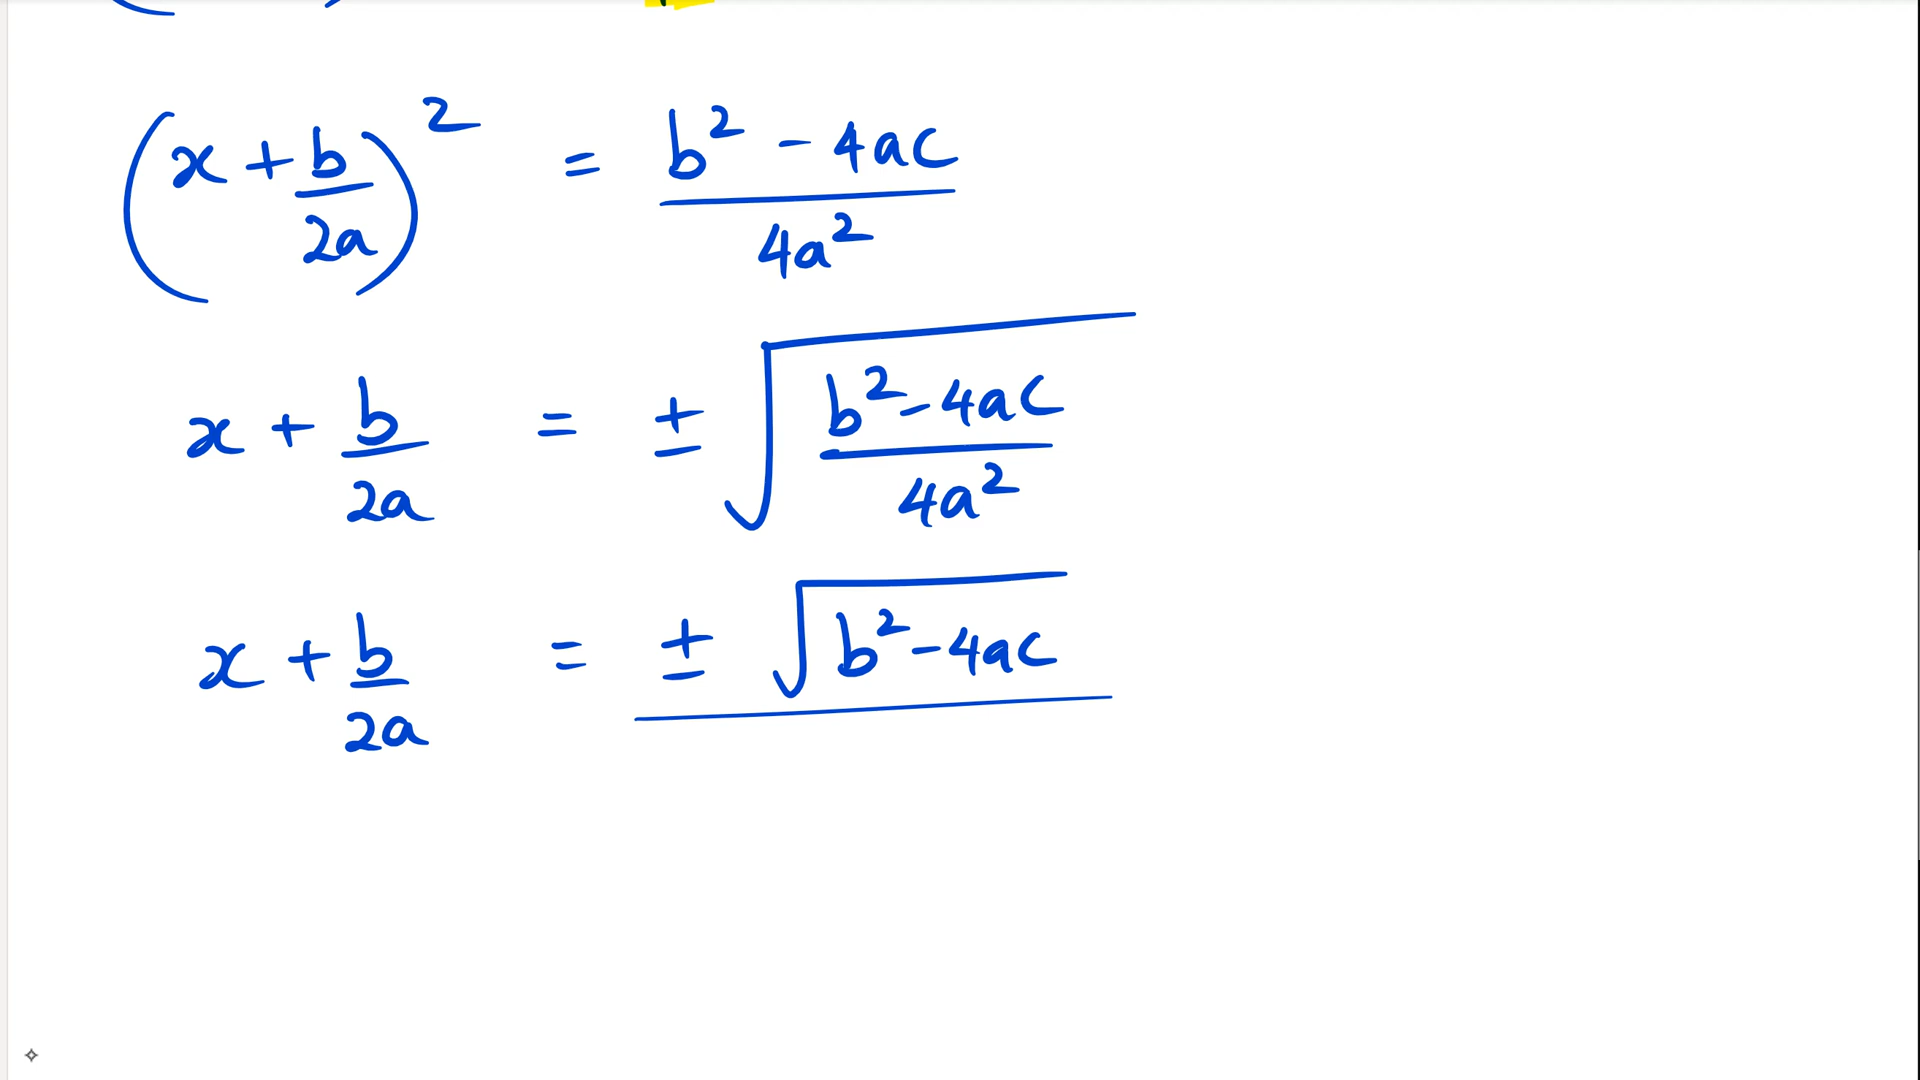 (x + b/2a)² = b² - 4ac / 4a²
x + b/2a = ± √(b² - 4ac / 4a²)
x + b/2a = ± √(b² - 4ac)